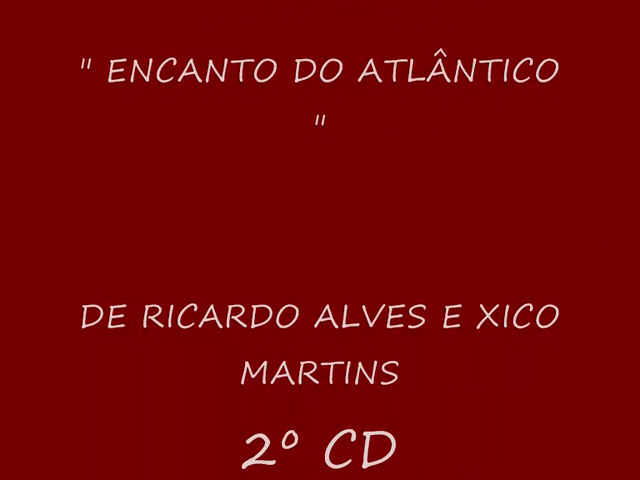 " ENCANTO DO ATLÂNTICO
"
DE RICARDO ALVES E XICO
MARTINS
2º CD